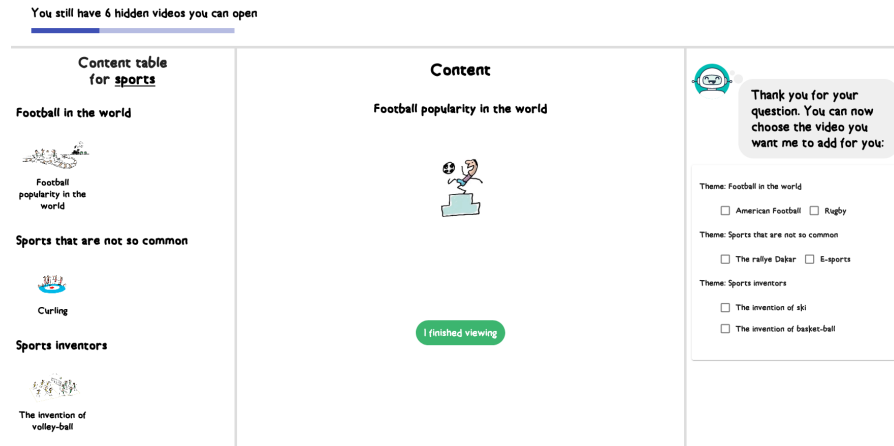 You still have 6 hidden videos you can open
Content table
for sports
Football in the world
Football
popularity in the
world
Sports that are not so common
Curling
Sports inventors
The invention of
volley-ball
Content
Football popularity in the world
I finished viewing
Thank you for your
question. You can now
choose the video you
want me to add for you:
Theme: Football in the world
American Football
Rugby
Theme: Sports that are not so common
The rallye Dakar
E-sports
Theme: Sports inventors
The invention of ski
The invention of basket-ball